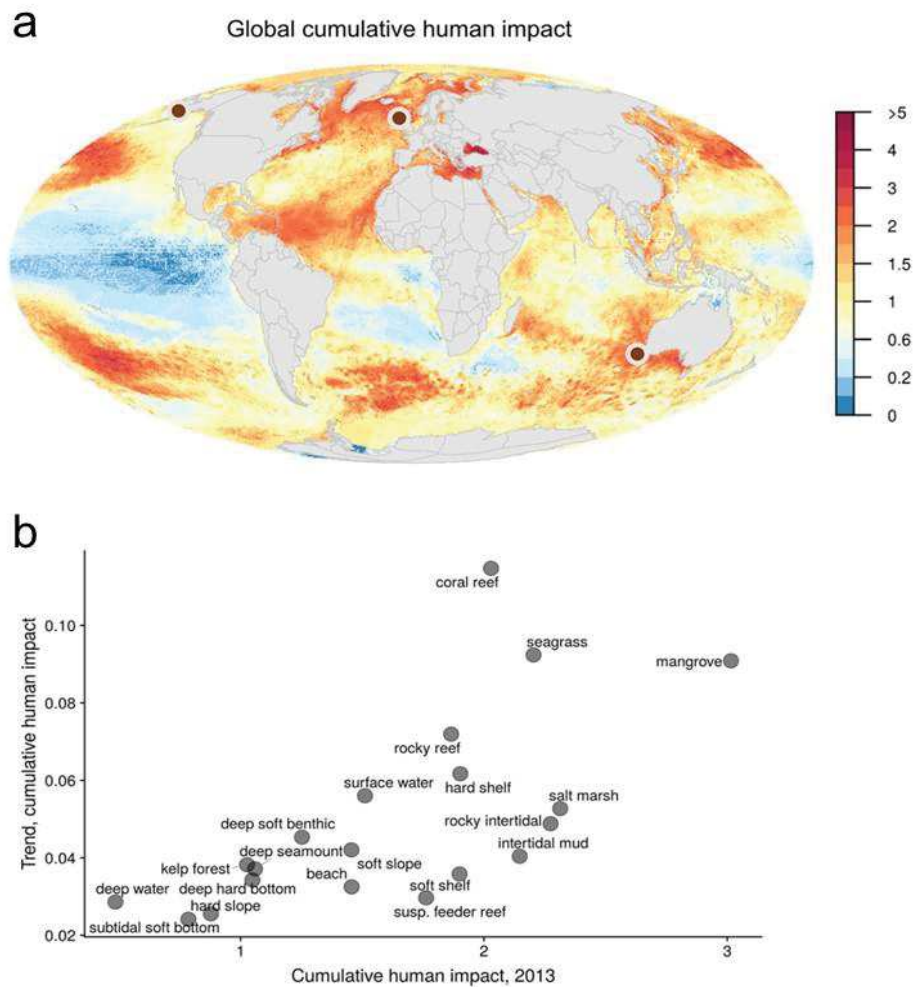 a
Global cumulative human impact
>5
5
4
3
2
1.5
1
0.6
0.2
0
b
Trend, cumulative human impact
0.10
0.08
0.06
0.04
0.02
coral reef
seagrass
mangrove
rocky reef
hard shelf
surface water
salt marsh
rocky intertidal
deep soft benthic
intertidal mud
deep seamount
soft slope
kelp forest
beach
deep water
deep hard bottom
soft shelf
hard slope
susp. feeder reef
subtidal soft bottom
1
2
3
Cumulative human impact, 2013